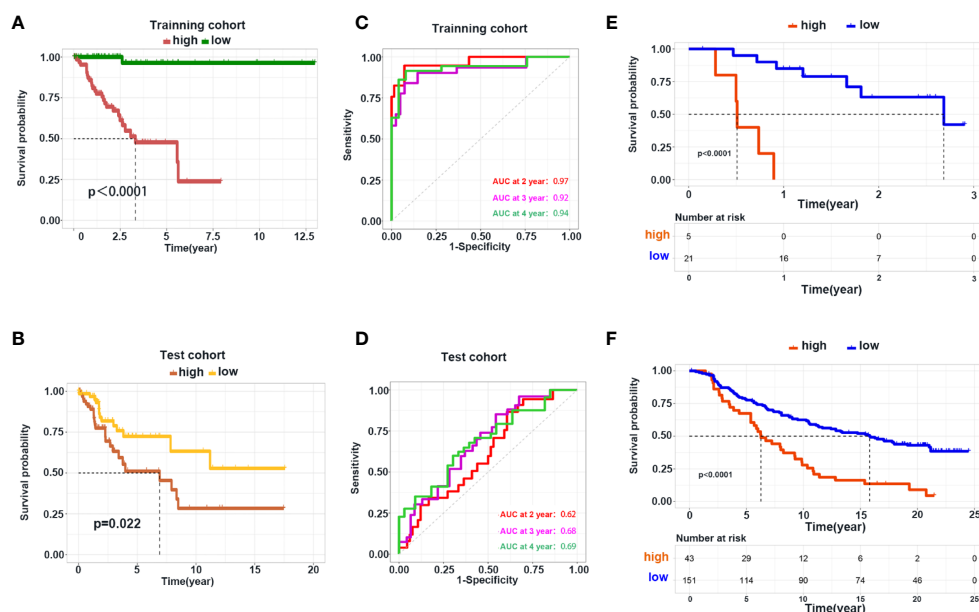 A
Trainning cohort
high low
Survival probability
1.00
0.75
0.50
0.25
0.00
p<0.0001
0 2.5 5.0 7.5 10.0 12.5
Time(year)
B
Test cohort
high low
Survival probability
1.00
0.75
0.50
0.25
0.00
p=0.022
0 5 10 15 20
Time(year)
C
Trainning cohort
Sensitivity
1.00
0.75
0.50
0.25
0.00
AUC at 2 year: 0.97
AUC at 3 year: 0.92
AUC at 4 year: 0.94
0.00 0.25 0.50 0.75 1.00
1-Specificity
D
Test cohort
Sensitivity
1.00
0.75
0.50
0.25
0.00
AUC at 2 year: 0.62
AUC at 3 year: 0.68
AUC at 4 year: 0.69
0.00 0.25 0.50 0.75 1.00
1-Specificity
E
high low
Survival probability
1.00
0.75
0.50
0.25
0.00
p<0.0001
0 1 2 3
Time(year)
Number at risk
high 5 0 0 0
low 21 16 7 0
0 1 2 3
Time(year)
F
high low
Survival probability
1.00
0.75
0.50
0.25
0.00
p<0.0001
0 5 10 15 20 25
Time(year)
Number at risk
high 43 29 12 6 2 0
low 151 114 90 74 46 0
0 5 10 15 20 25
Time(year)